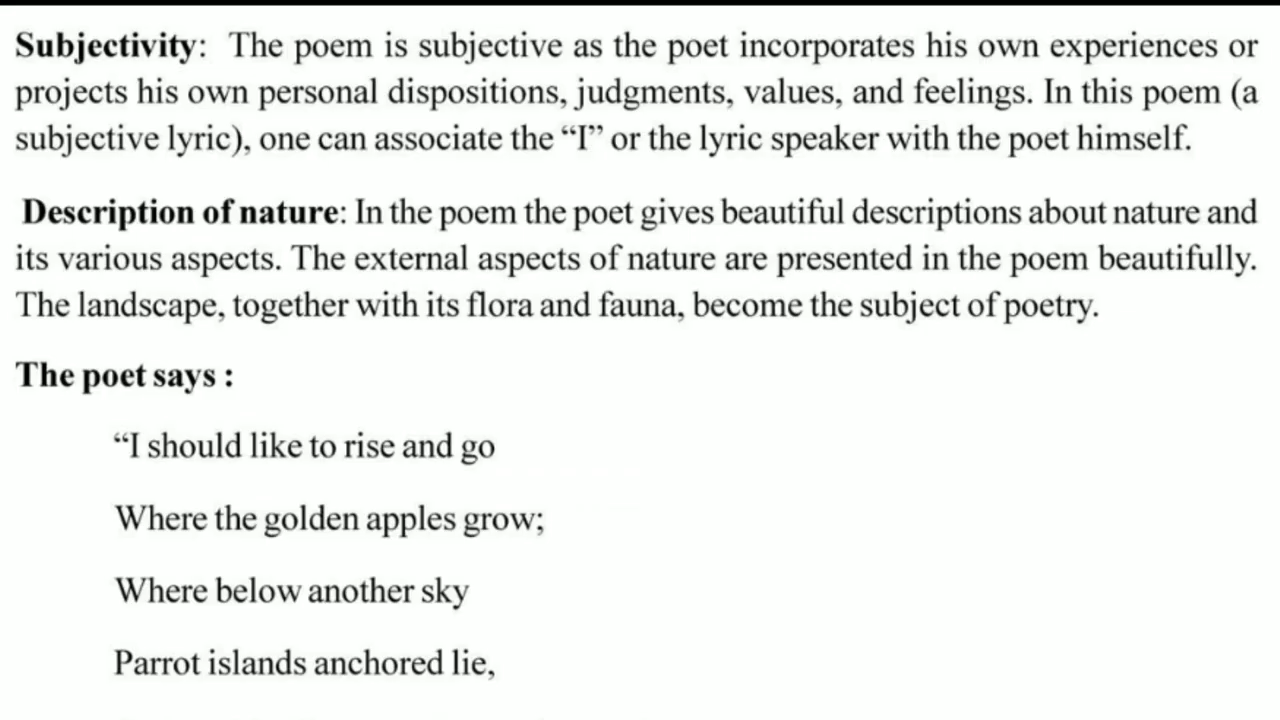 Subjectivity: The poem is subjective as the poet incorporates his own experiences or
projects his own personal dispositions, judgments, values, and feelings. In this poem (a
subjective lyric), one can associate the “I” or the lyric speaker with the poet himself.
Description of nature: In the poem the poet gives beautiful descriptions about nature and
its various aspects. The external aspects of nature are presented in the poem beautifully.
The landscape, together with its flora and fauna, become the subject of poetry.
The poet says :
“I should like to rise and go
Where the golden apples grow;
Where below another sky
Parrot islands anchored lie,